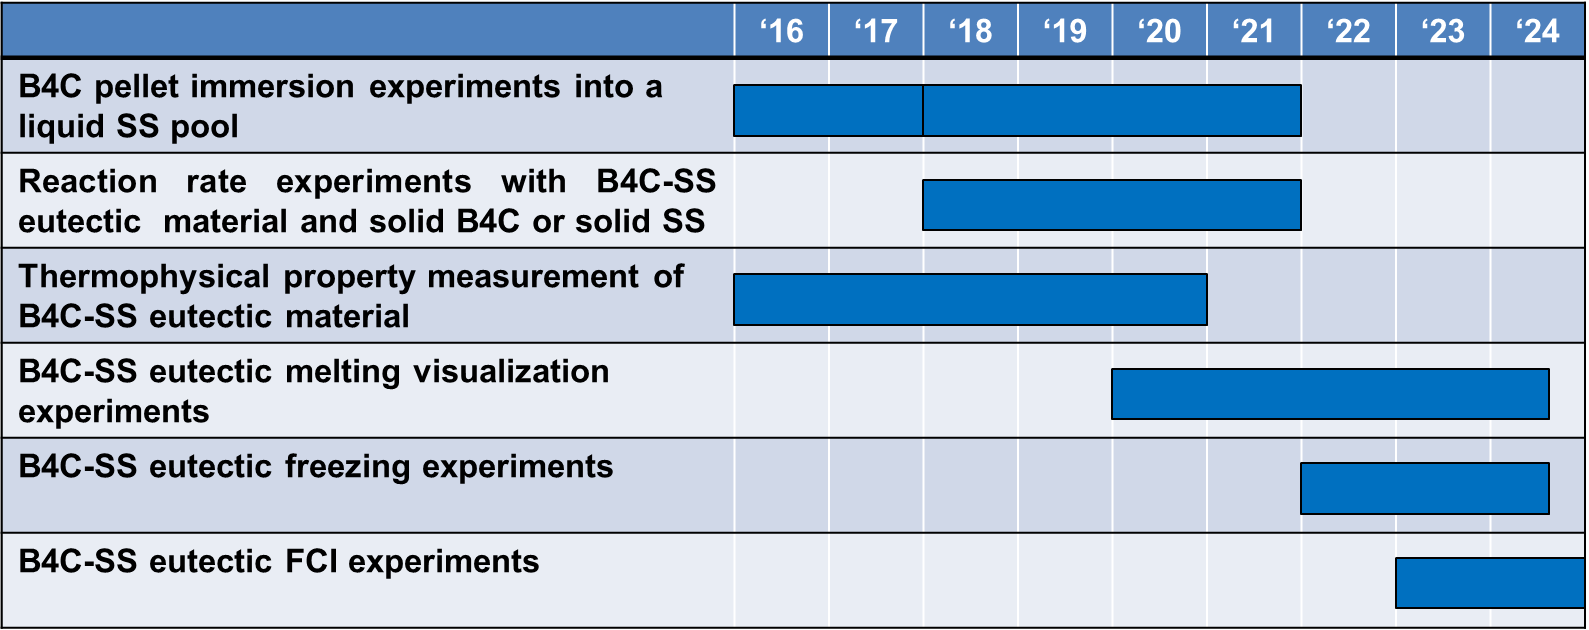 ‘16 ‘17 ‘18 ‘19 ‘20 ‘21 ‘22 ‘23 ‘24
B4C pellet immersion experiments into a
liquid SS pool
Reaction rate experiments with B4C-SS
eutectic material and solid B4C or solid SS
Thermophysical property measurement of
B4C-SS eutectic material
B4C-SS eutectic melting visualization
experiments
B4C-SS eutectic freezing experiments
B4C-SS eutectic FCI experiments